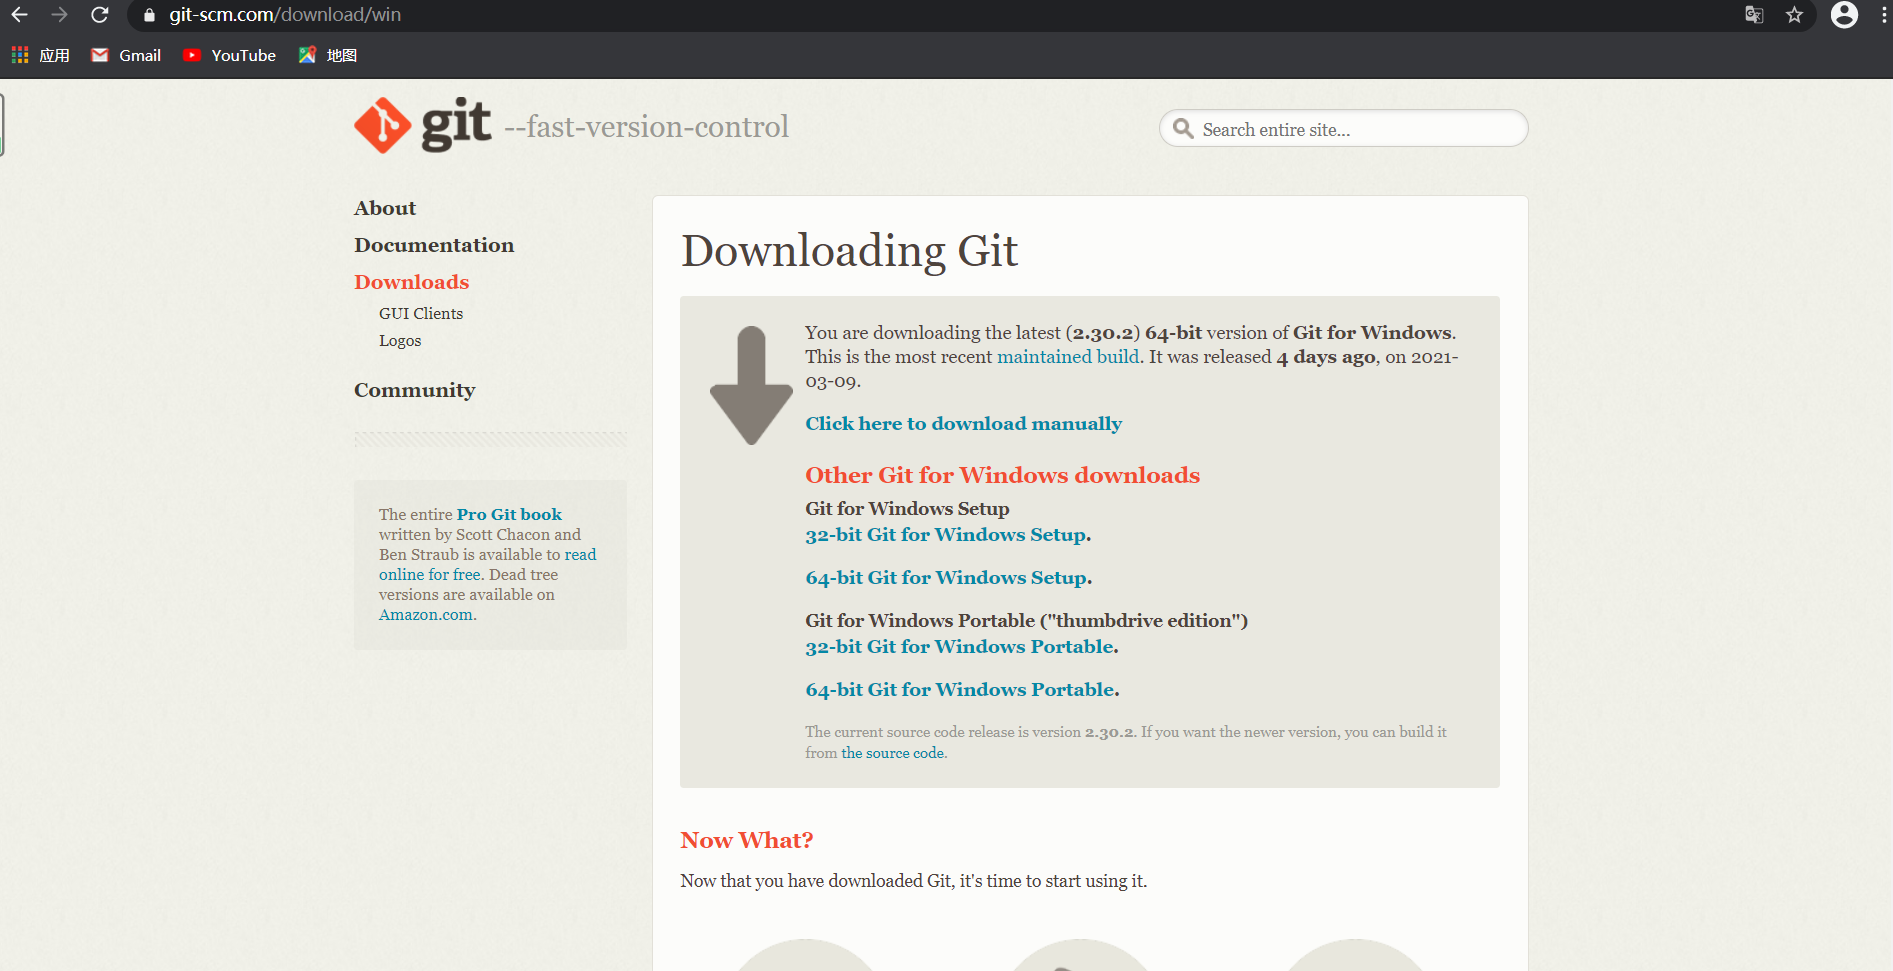 git-scm.com/download/win
应用 Gmail YouTube 地图
git --fast-version-control
Search entire site...
About
Documentation
Downloads
GUI Clients
Logos
Community
The entire Pro Git book
written by Scott Chacon and
Ben Straub is available to read
online for free. Dead tree
versions are available on
Amazon.com.
Downloading Git
You are downloading the latest (2.30.2) 64-bit version of Git for Windows.
This is the most recent maintained build. It was released 4 days ago, on 2021-
03-09.
Click here to download manually
Other Git for Windows downloads
Git for Windows Setup
32-bit Git for Windows Setup.
64-bit Git for Windows Setup.
Git for Windows Portable ("thumbdrive edition")
32-bit Git for Windows Portable.
64-bit Git for Windows Portable.
The current source code release is version 2.30.2. If you want the newer version, you can build it
from the source code.
Now What?
Now that you have downloaded Git, it's time to start using it.